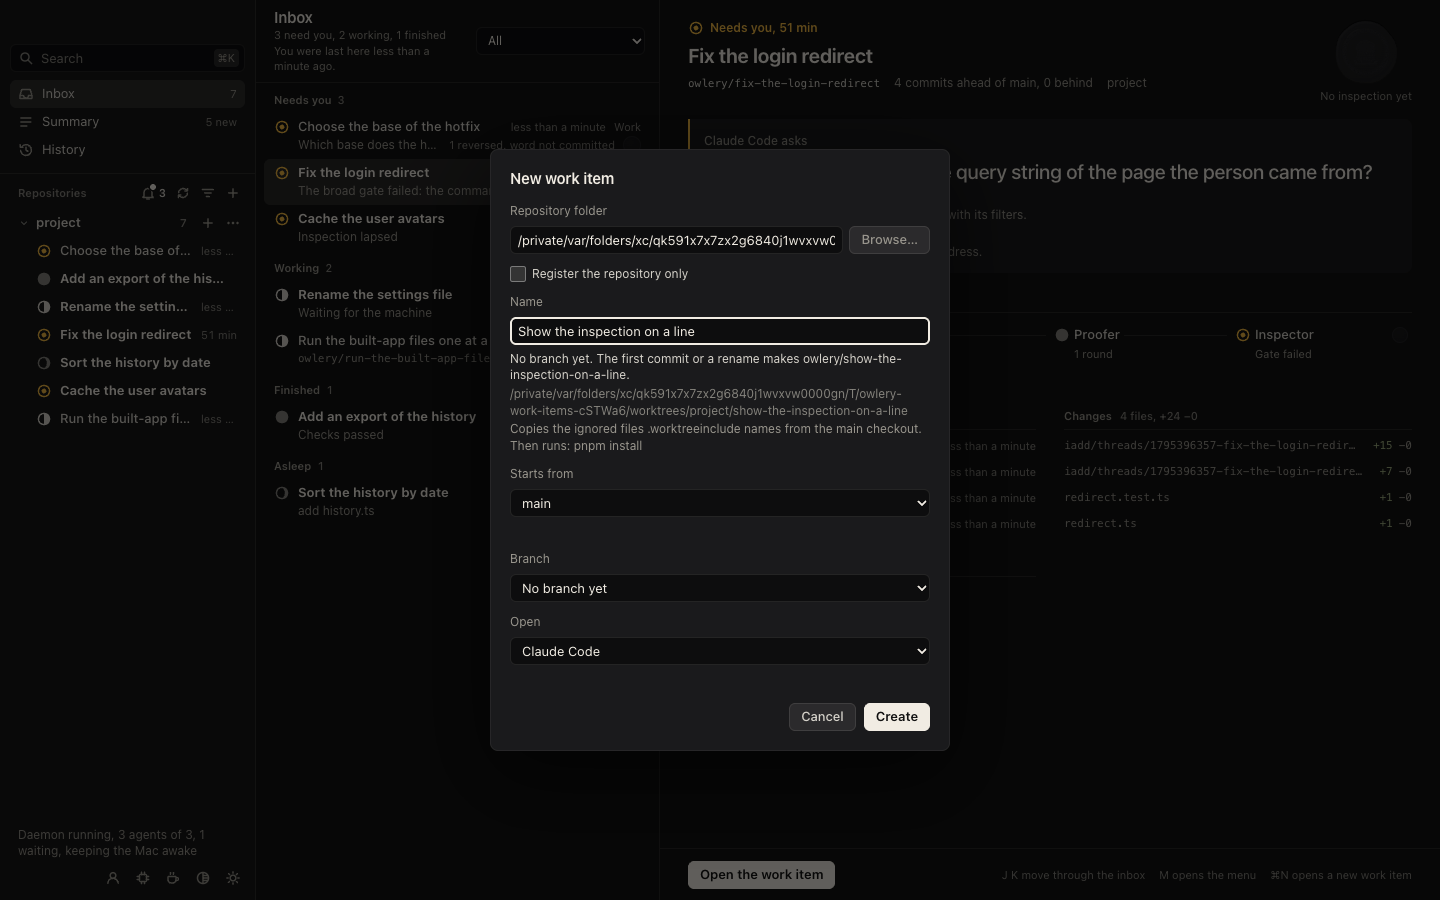 Search
⌘K
Inbox
7
Summary
5 new
History
Repositories
3
project
7
Choose the base of...
less ...
Add an export of the his...
Rename the settin...
less ...
Fix the login redirect
51 min
Sort the history by date
Cache the user avatars
Run the built-app fi...
less ...
Daemon running, 3 agents of 3, 1
waiting, keeping the Mac awake
Inbox
3 need you, 2 working, 1 finished
You were last here less than a
minute ago.
All
Needs you 3
Choose the base of the hotfix
less than a minute Work
Which base does the h...
1 reversed, word not committed
Fix the login redirect
The broad gate failed: the comma
Cache the user avatars
Inspection lapsed
Working 2
Rename the settings file
Waiting for the machine
Run the built-app files one at a
owlery/run-the-built-app-file
Finished 1
Add an export of the history
Checks passed
Asleep 1
Sort the history by date
add history.ts
Needs you, 51 min
Fix the login redirect
owlery/fix-the-login-redirect 4 commits ahead of main, 0 behind project
No inspection yet
Claude Code asks
query string of the page the person came from?
with its filters.
dress.
Proofer
1 round
Inspector
Gate failed
Changes 4 files, +24 −0
ss than a minute
iadd/threads/1795396357-fix-the-login-redir… +15 −0
ss than a minute
iadd/threads/1795396357-fix-the-login-redire… +7 −0
ss than a minute
redirect.test.ts +1 −0
ss than a minute
redirect.ts +1 −0
Open the work item
J K move through the inbox M opens the menu ⌘N opens a new work item
New work item
Repository folder
/private/var/folders/xc/qk591x7x7zx2g6840j1wvxvw0
Browse...
Register the repository only
Name
Show the inspection on a line
No branch yet. The first commit or a rename makes owlery/show-the-
inspection-on-a-line.
/private/var/folders/xc/qk591x7x7zx2g6840j1wvxvw0000gn/T/owlery-
work-items-cSTWa6/worktrees/project/show-the-inspection-on-a-line
Copies the ignored files .worktreeinclude names from the main checkout.
Then runs: pnpm install
Starts from
main
Branch
No branch yet
Open
Claude Code
Cancel
Create